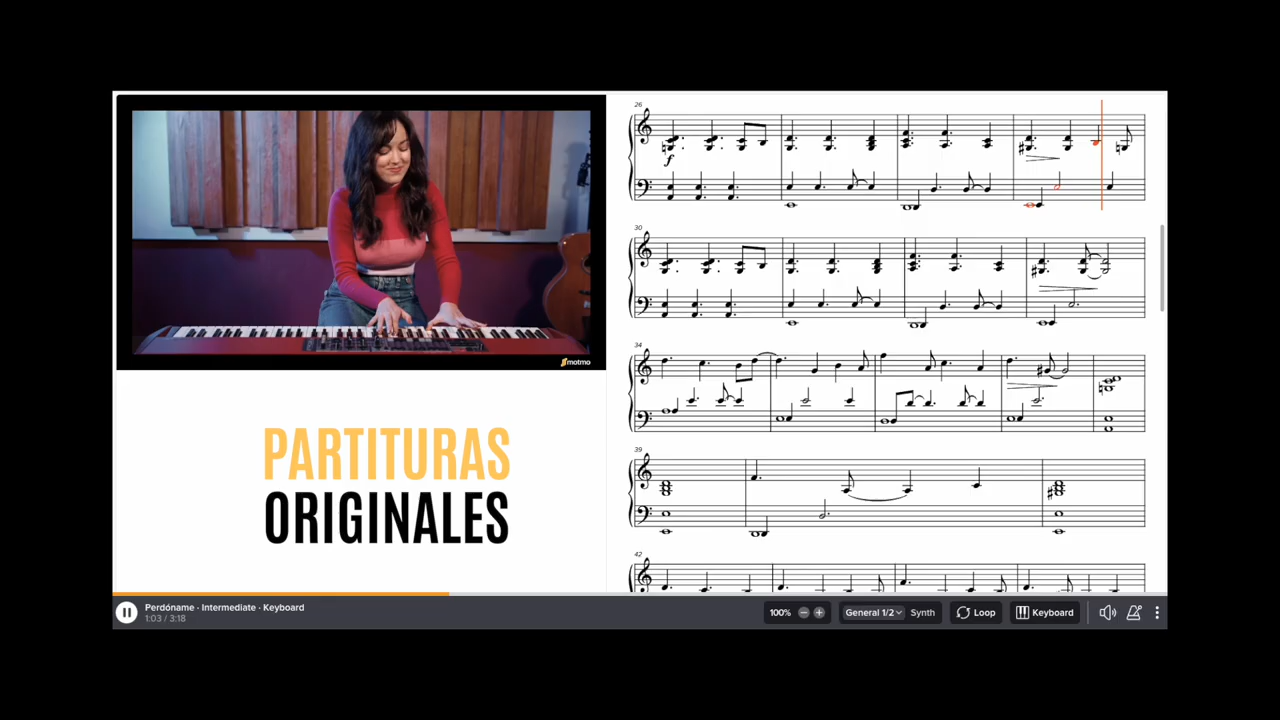 26
f
30
34
39
42
motmo
PARTITURAS
ORIGINALES
Perdóname · Intermediate · Keyboard
1:03 / 3:18
100%
General 1/2
Synth
Loop
Keyboard